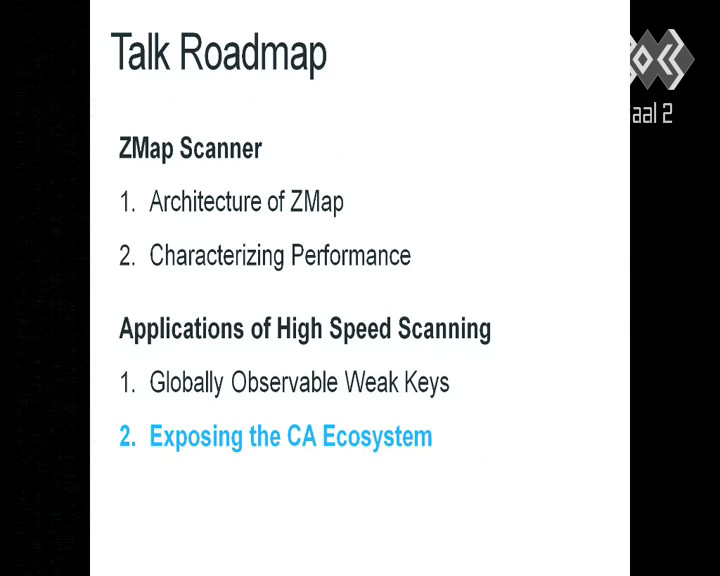 Talk Roadmap
aal 2
ZMap Scanner
1. Architecture of ZMap
2. Characterizing Performance
Applications of High Speed Scanning
1. Globally Observable Weak Keys
2. Exposing the CA Ecosystem